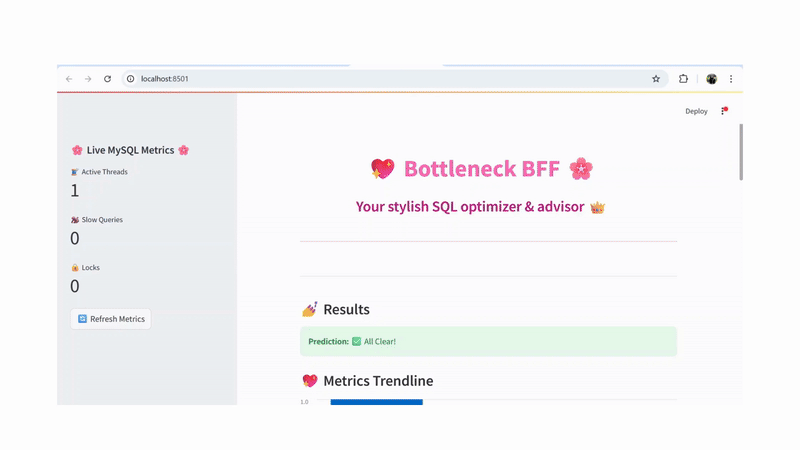 localhost:8501
Deploy
🌸 Live MySQL Metrics 🌸
Active Threads
1
Slow Queries
0
Locks
0
Refresh Metrics
💖 Bottleneck BFF 🌸
Your stylish SQL optimizer & advisor 👑
💅 Results
Prediction: ✅ All Clear!
💖 Metrics Trendline
1.0